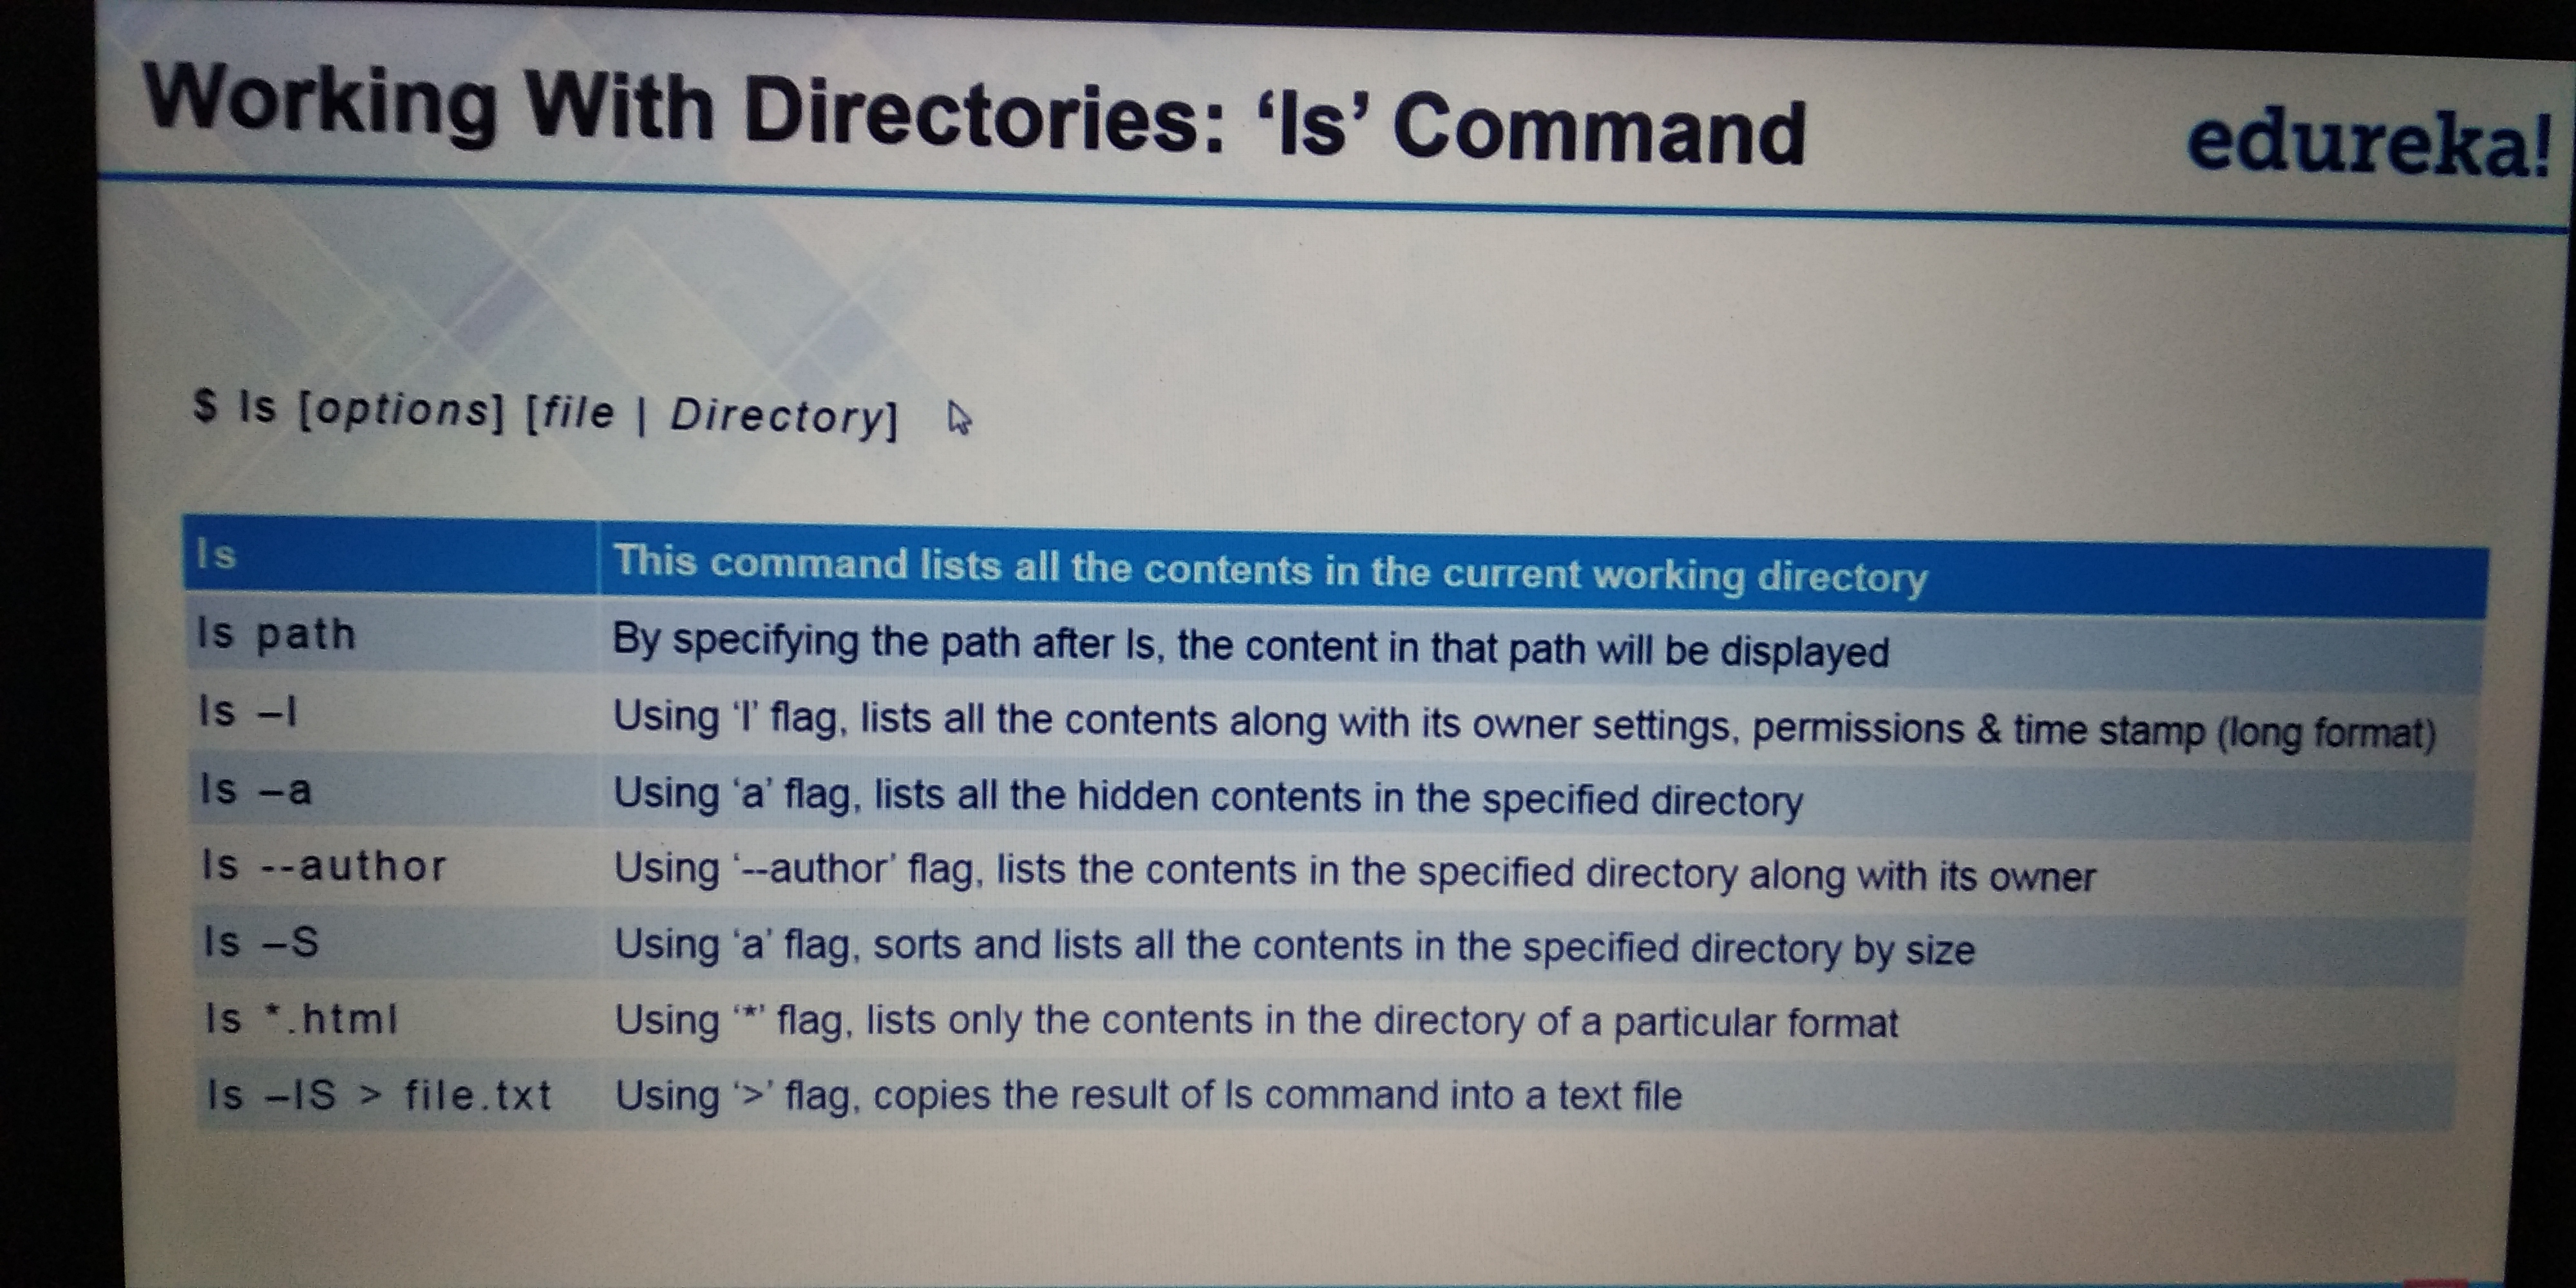 Working With Directories: ‘ls’ Command
edureka!
$ ls [options] [file | Directory]
ls This command lists all the contents in the current working directory
ls path By specifying the path after ls, the content in that path will be displayed
ls –l Using ‘l’ flag, lists all the contents along with its owner settings, permissions & time stamp (long format)
ls –a Using ‘a’ flag, lists all the hidden contents in the specified directory
ls --author Using ‘--author’ flag, lists the contents in the specified directory along with its owner
ls –S Using ‘a’ flag, sorts and lists all the contents in the specified directory by size
ls *.html Using ‘*’ flag, lists only the contents in the directory of a particular format
ls –lS > file.txt Using ‘>’ flag, copies the result of ls command into a text file